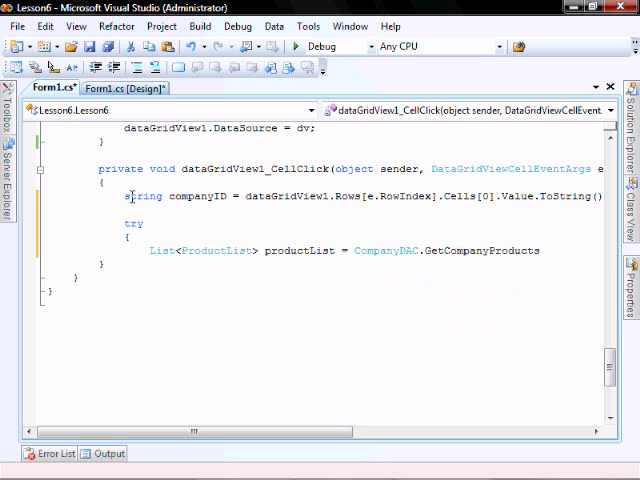 Lesson6 - Microsoft Visual Studio (Administrator)
File Edit View Refactor Project Build Debug Data Tools Window Help
Debug Any CPU
Form1.cs* Form1.cs [Design]*
Lesson6.Lesson6 dataGridView1_CellClick(object sender, DataGridViewCellEvent
dataGridView1.DataSource = dv;
}
private void dataGridView1_CellClick(object sender, DataGridViewCellEventArgs e
{
string companyID = dataGridView1.Rows[e.RowIndex].Cells[0].Value.ToString()
try
{
List<ProductList> productList = CompanyDAC.GetCompanyProducts
}
}
}
Error List Output
Toolbox
Server Explorer
Solution Explorer
Class View
Properties